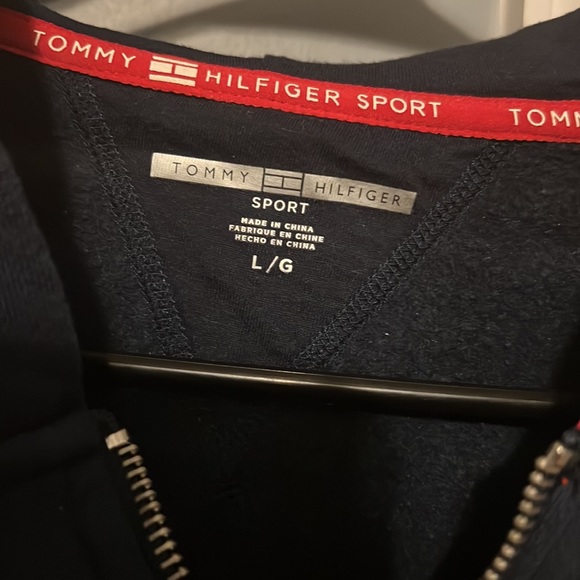 TOMMY HILFIGER SPORT TOMM
TOMMY HILFIGER
SPORT
MADE IN CHINA
FABRIQUE EN CHINE
HECHO EN CHINA
L/G